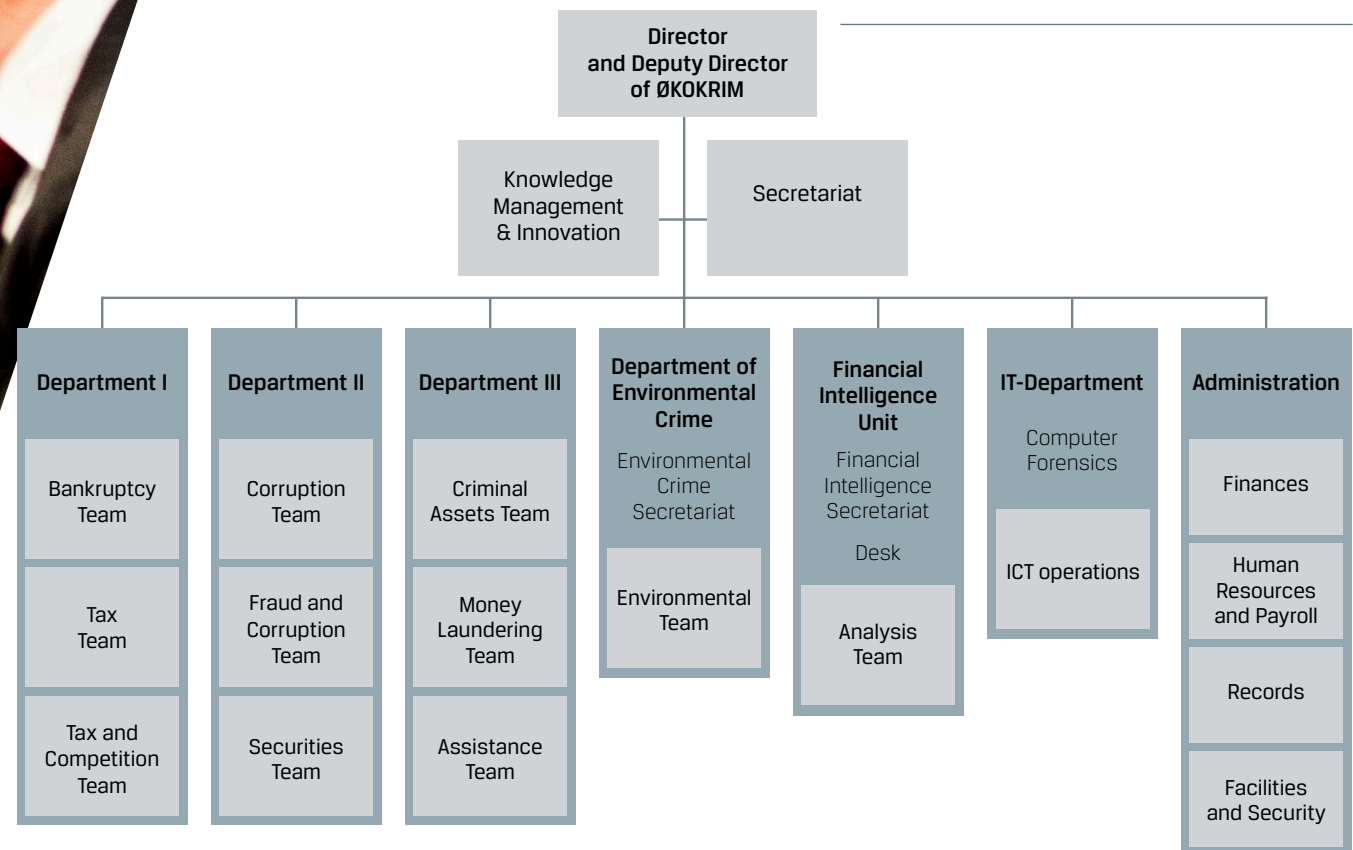 Director
and Deputy Director
of ØKOKRIM
Knowledge
Management
& Innovation
Secretariat
Department I
Bankruptcy
Team
Tax
Team
Tax and
Competition
Team
Department II
Corruption
Team
Fraud and
Corruption
Team
Securities
Team
Department III
Criminal
Assets Team
Money
Laundering
Team
Assistance
Team
Department of
Environmental
Crime
Environmental
Crime
Secretariat
Environmental
Team
Financial
Intelligence
Unit
Financial
Intelligence
Secretariat
Desk
Analysis
Team
IT-Department
Computer
Forensics
ICT operations
Administration
Finances
Human
Resources
and Payroll
Records
Facilities
and Security